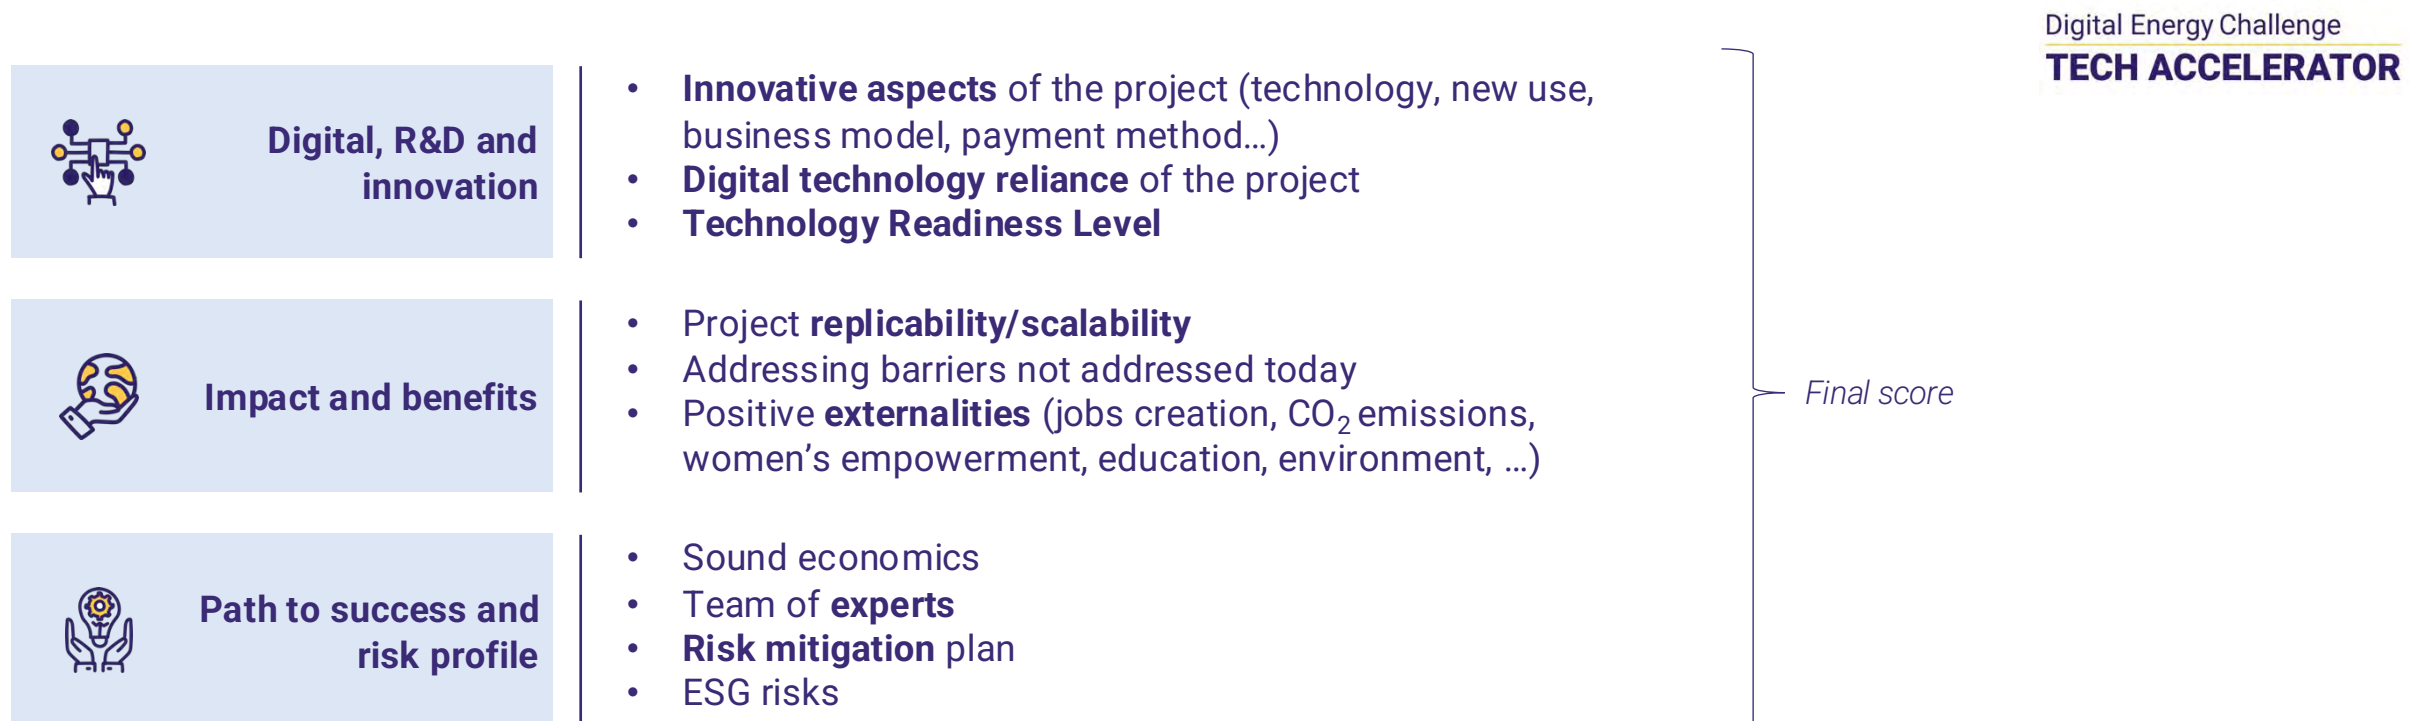 Digital Energy Challenge
TECH ACCELERATOR
Digital, R&D and
innovation
• Innovative aspects of the project (technology, new use,
business model, payment method...)
• Digital technology reliance of the project
• Technology Readiness Level
Impact and benefits
• Project replicability/scalability
• Addressing barriers not addressed today
• Positive externalities (jobs creation, CO₂ emissions,
women’s empowerment, education, environment, ...)
Path to success and
risk profile
• Sound economics
• Team of experts
• Risk mitigation plan
• ESG risks
Final score